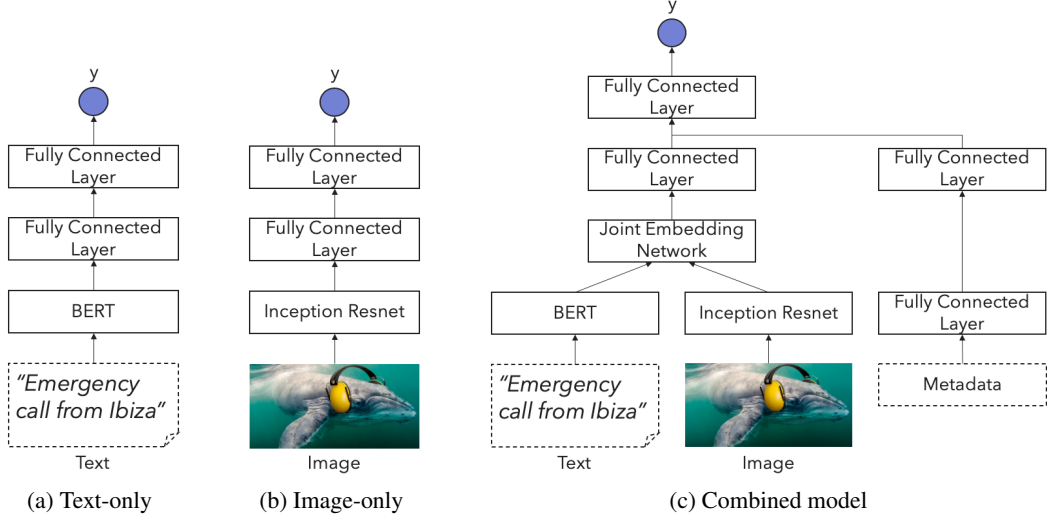 y
Fully Connected
Layer
Fully Connected
Layer
BERT
“Emergency
call from Ibiza”
Text
(a) Text-only
y
Fully Connected
Layer
Fully Connected
Layer
Inception Resnet
Image
(b) Image-only
y
Fully Connected
Layer
Fully Connected
Layer
Fully Connected
Layer
Joint Embedding
Network
BERT
Inception Resnet
Fully Connected
Layer
“Emergency
call from Ibiza”
Metadata
Text
Image
(c) Combined model